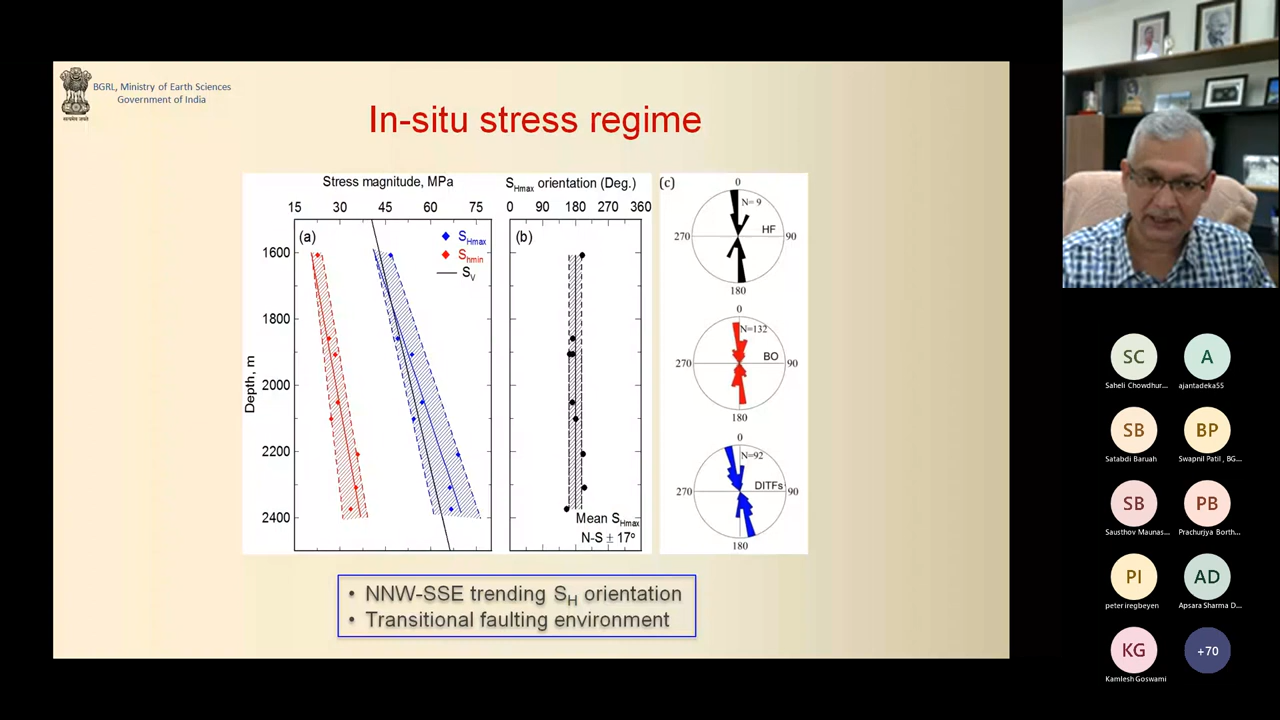 BGRL, Ministry of Earth Sciences
Government of India
In-situ stress regime
Stress magnitude, MPa
15 30 45 60 75
(a)
SHmax
Shmin
SV
Depth, m
1600
1800
2000
2200
2400
SHmax orientation (Deg.)
0 90 180 270 360
(b)
Mean SHmax
N-S ± 17º
(c)
0
N= 9
270 HF 90
180
0
N=132
270 BO 90
180
0
N=92
270 DITFs 90
180
• NNW-SSE trending SH orientation
• Transitional faulting environment
SC A
Saheli Chowdhur... ajantadeka55
SB BP
Satabdi Baruah Swapnil Patil , BG...
SB PB
Sausthov Maunas... Prachurjya Borth...
PI AD
peter iregbeyen Apsara Sharma D...
KG +70
Kamlesh Goswami